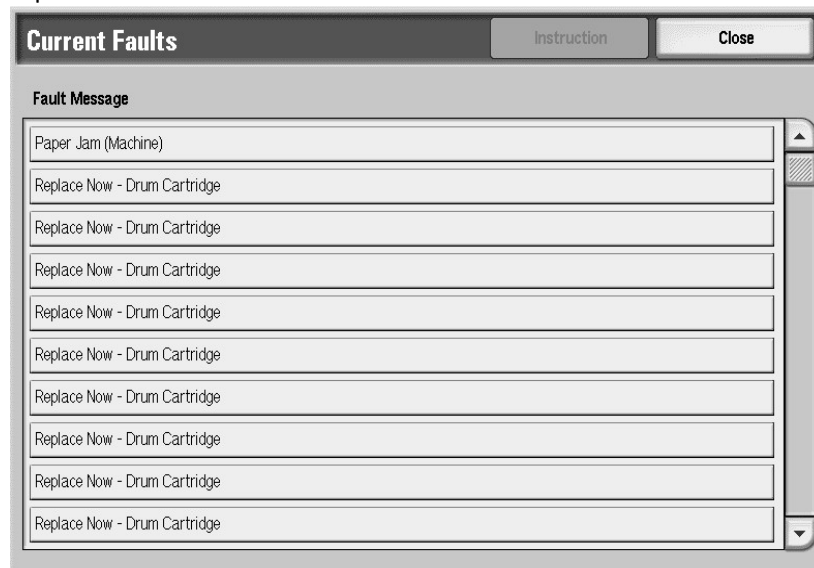 Current Faults
Instruction
Close
Fault Message
Paper Jam (Machine)
Replace Now - Drum Cartridge
Replace Now - Drum Cartridge
Replace Now - Drum Cartridge
Replace Now - Drum Cartridge
Replace Now - Drum Cartridge
Replace Now - Drum Cartridge
Replace Now - Drum Cartridge
Replace Now - Drum Cartridge
Replace Now - Drum Cartridge